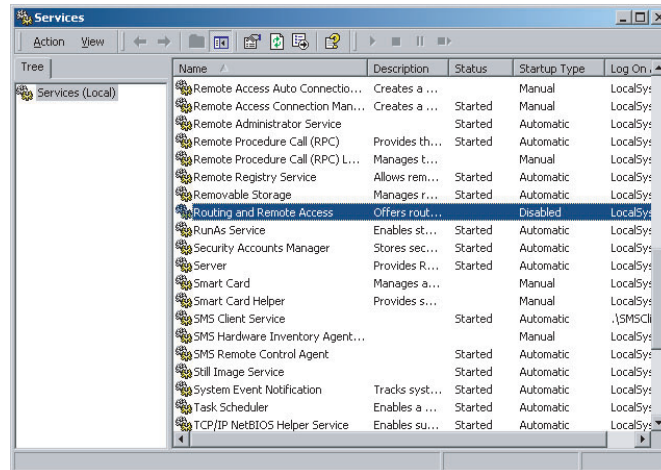 Services
Action View
Tree
Services (Local)
Name Description Status Startup Type Log On
Remote Access Auto Connectio... Creates a ... Manual LocalSys
Remote Access Connection Man... Creates a ... Started Manual LocalSys
Remote Administrator Service Started Automatic LocalSys
Remote Procedure Call (RPC) Provides th... Started Automatic LocalSys
Remote Procedure Call (RPC) L... Manages t... Manual LocalSys
Remote Registry Service Allows rem... Started Automatic LocalSys
Removable Storage Manages r... Started Automatic LocalSys
Routing and Remote Access Offers rout... Disabled LocalSys
RunAs Service Enables st... Started Automatic LocalSys
Security Accounts Manager Stores sec... Started Automatic LocalSys
Server Provides R... Started Automatic LocalSys
Smart Card Manages a... Manual LocalSys
Smart Card Helper Provides s... Manual LocalSys
SMS Client Service Started Automatic .\SMSCli
SMS Hardware Inventory Agent... Manual LocalSys
SMS Remote Control Agent Started Automatic LocalSys
Still Image Service Started Automatic LocalSys
System Event Notification Tracks syst... Started Automatic LocalSys
Task Scheduler Enables a ... Started Automatic LocalSys
TCP/IP NetBIOS Helper Service Enables su... Started Automatic LocalSys